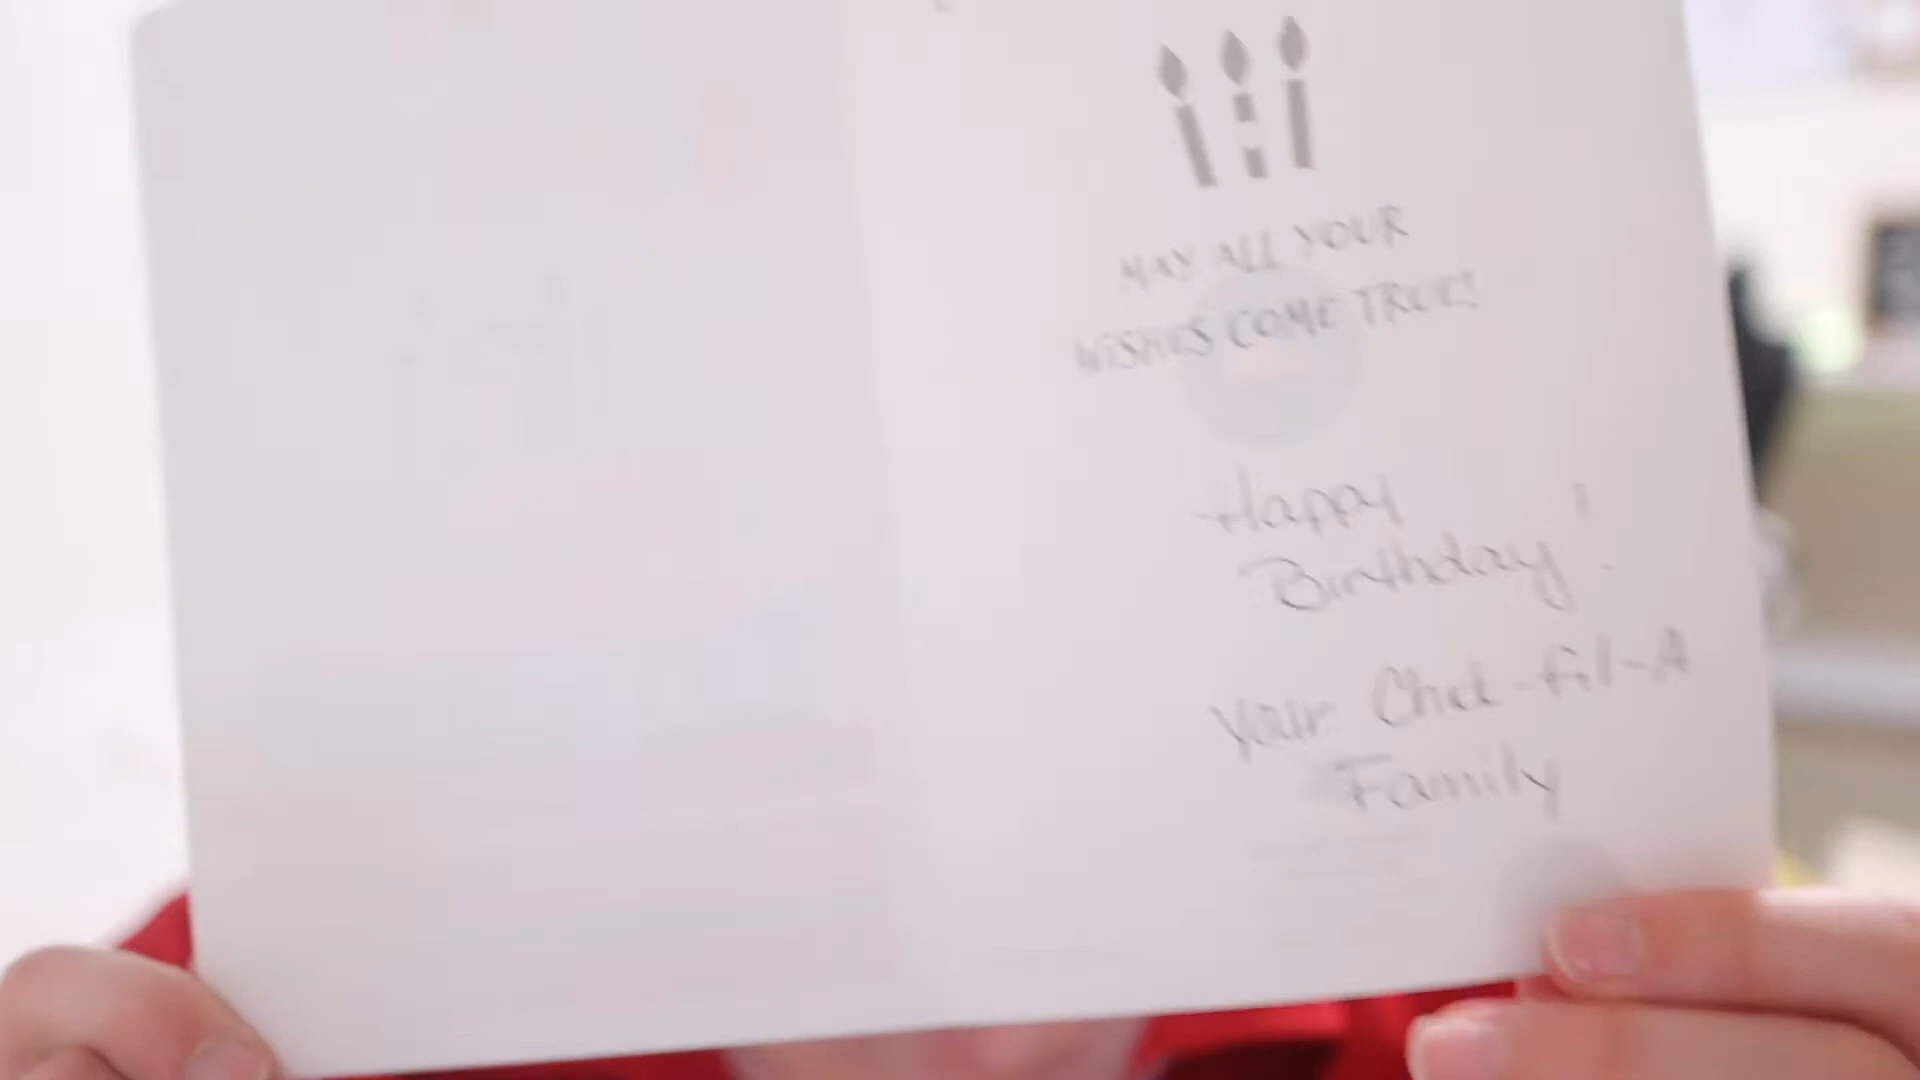 MAY ALL YOUR
WISHES COME TRUE!
Happy
Birthday!
Your Chick-fil-A
Family